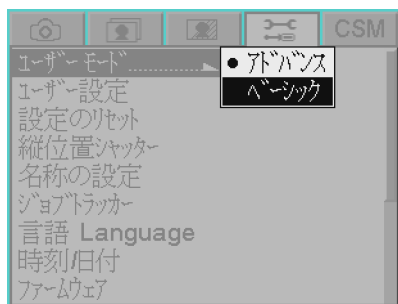 CSM
ユーザーモード............
● アドバンス
ベーシック
ユーザー設定
設定のリセット
縦位置シャッター
名称の設定
ジョブトラッカー
言語 Language
時刻/日付
ファームウェア